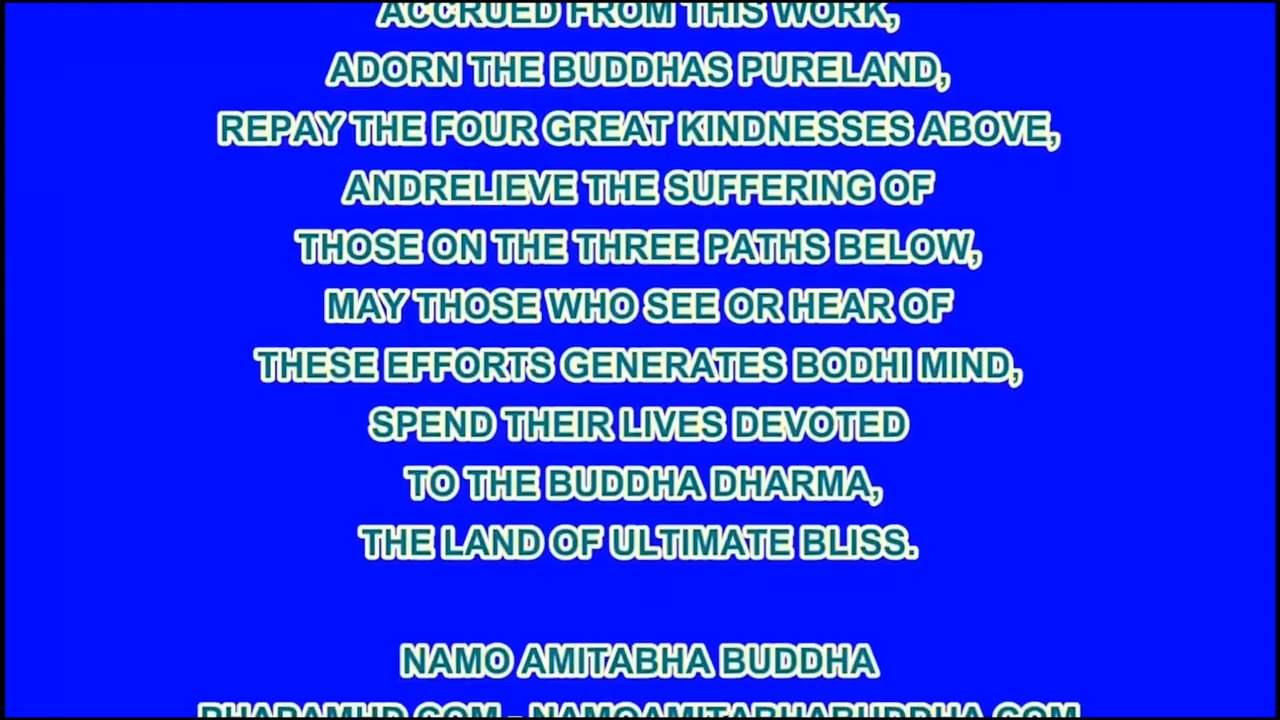 ACCRUED FROM THIS WORK,
ADORN THE BUDDHAS PURELAND,
REPAY THE FOUR GREAT KINDNESSES ABOVE,
ANDRELIEVE THE SUFFERING OF
THOSE ON THE THREE PATHS BELOW,
MAY THOSE WHO SEE OR HEAR OF
THESE EFFORTS GENERATES BODHI MIND,
SPEND THEIR LIVES DEVOTED
TO THE BUDDHA DHARMA,
THE LAND OF ULTIMATE BLISS.
NAMO AMITABHA BUDDHA
PHAPAMHD.COM - NAMOAMITABHABUDDHA.COM